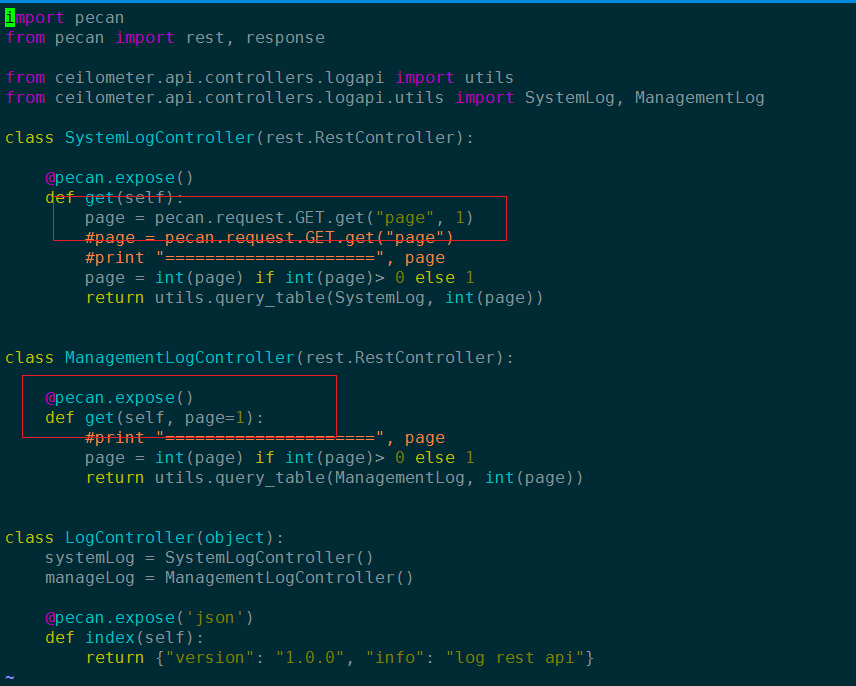 import pecan
from pecan import rest, response
from ceilometer.api.controllers.logapi import utils
from ceilometer.api.controllers.logapi.utils import SystemLog, ManagementLog
class SystemLogController(rest.RestController):
@pecan.expose()
def get(self):
page = pecan.request.GET.get("page", 1)
#page = pecan.request.GET.get("page")
#print "=====================", page
page = int(page) if int(page)> 0 else 1
return utils.query_table(SystemLog, int(page))
class ManagementLogController(rest.RestController):
@pecan.expose()
def get(self, page=1):
#print "=====================", page
page = int(page) if int(page)> 0 else 1
return utils.query_table(ManagementLog, int(page))
class LogController(object):
systemLog = SystemLogController()
manageLog = ManagementLogController()
@pecan.expose('json')
def index(self):
return {"version": "1.0.0", "info": "log rest api"}
~